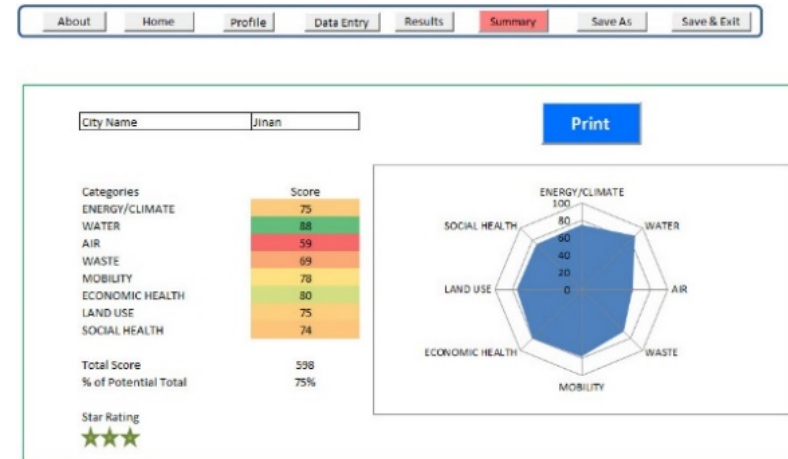 About Home Profile Data Entry Results Summary Save As Save & Exit
City Name Jinan
Print
Categories Score
ENERGY/CLIMATE 75
WATER 88
AIR 59
WASTE 69
MOBILITY 78
ECONOMIC HEALTH 80
LAND USE 75
SOCIAL HEALTH 74
Total Score 598
% of Potential Total 75%
Star Rating
ENERGY/CLIMATE
100
SOCIAL HEALTH 80 WATER
60
40
20
LAND USE 0 AIR
ECONOMIC HEALTH WASTE
MOBILITY